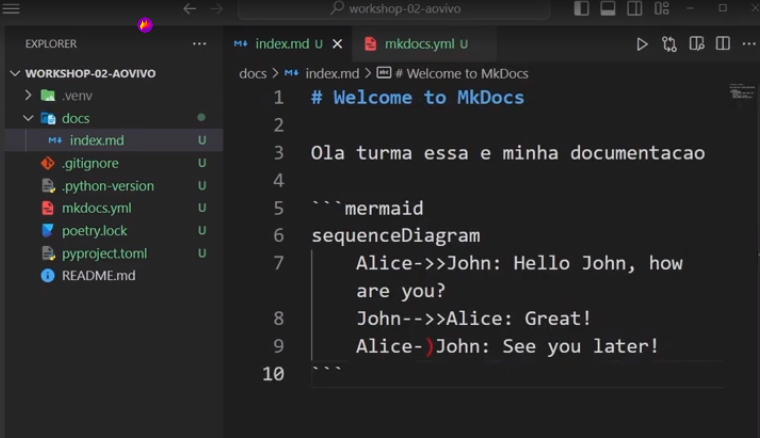 workshop-02-aovivo
EXPLORER
index.md U
mkdocs.yml U
WORKSHOP-02-AOVIVO
docs > index.md > # Welcome to MkDocs
.venv
docs
index.md U
.gitignore U
.python-version U
mkdocs.yml U
poetry.lock U
pyproject.toml U
README.md
1 # Welcome to MkDocs
2
3 Ola turma essa e minha documentacao
4
5 ```mermaid
6 sequenceDiagram
7 Alice->>John: Hello John, how
are you?
8 John-->>Alice: Great!
9 Alice-)John: See you later!
10 ```